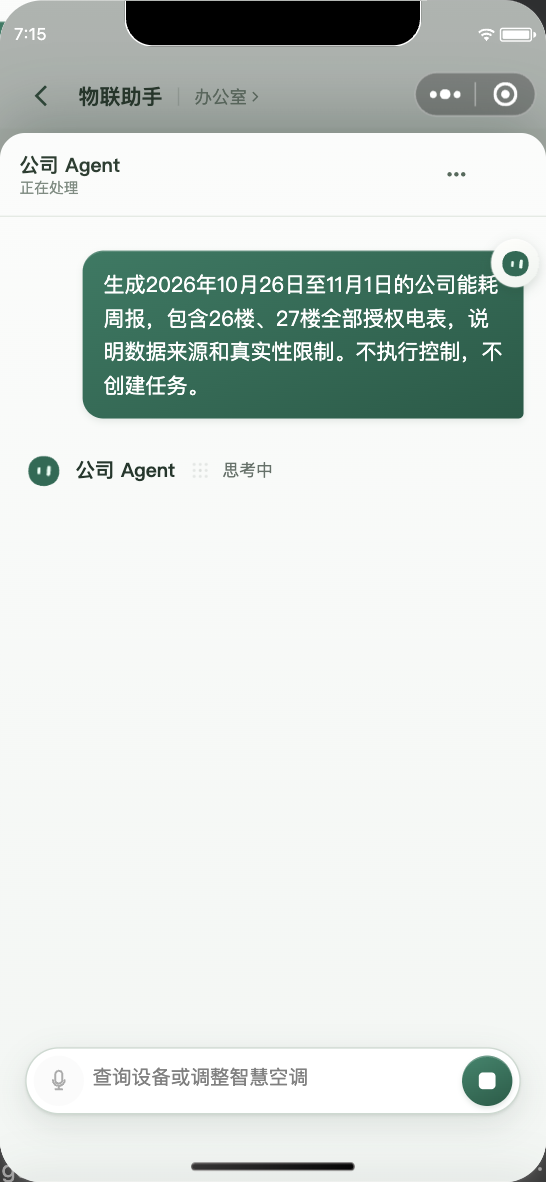 7:15
物联助手 办公室
公司 Agent
正在处理
生成2026年10月26日至11月1日的公司能耗
周报，包含26楼、27楼全部授权电表，说
明数据来源和真实性限制。不执行控制，不
创建任务。
公司 Agent 思考中
查询设备或调整智慧空调